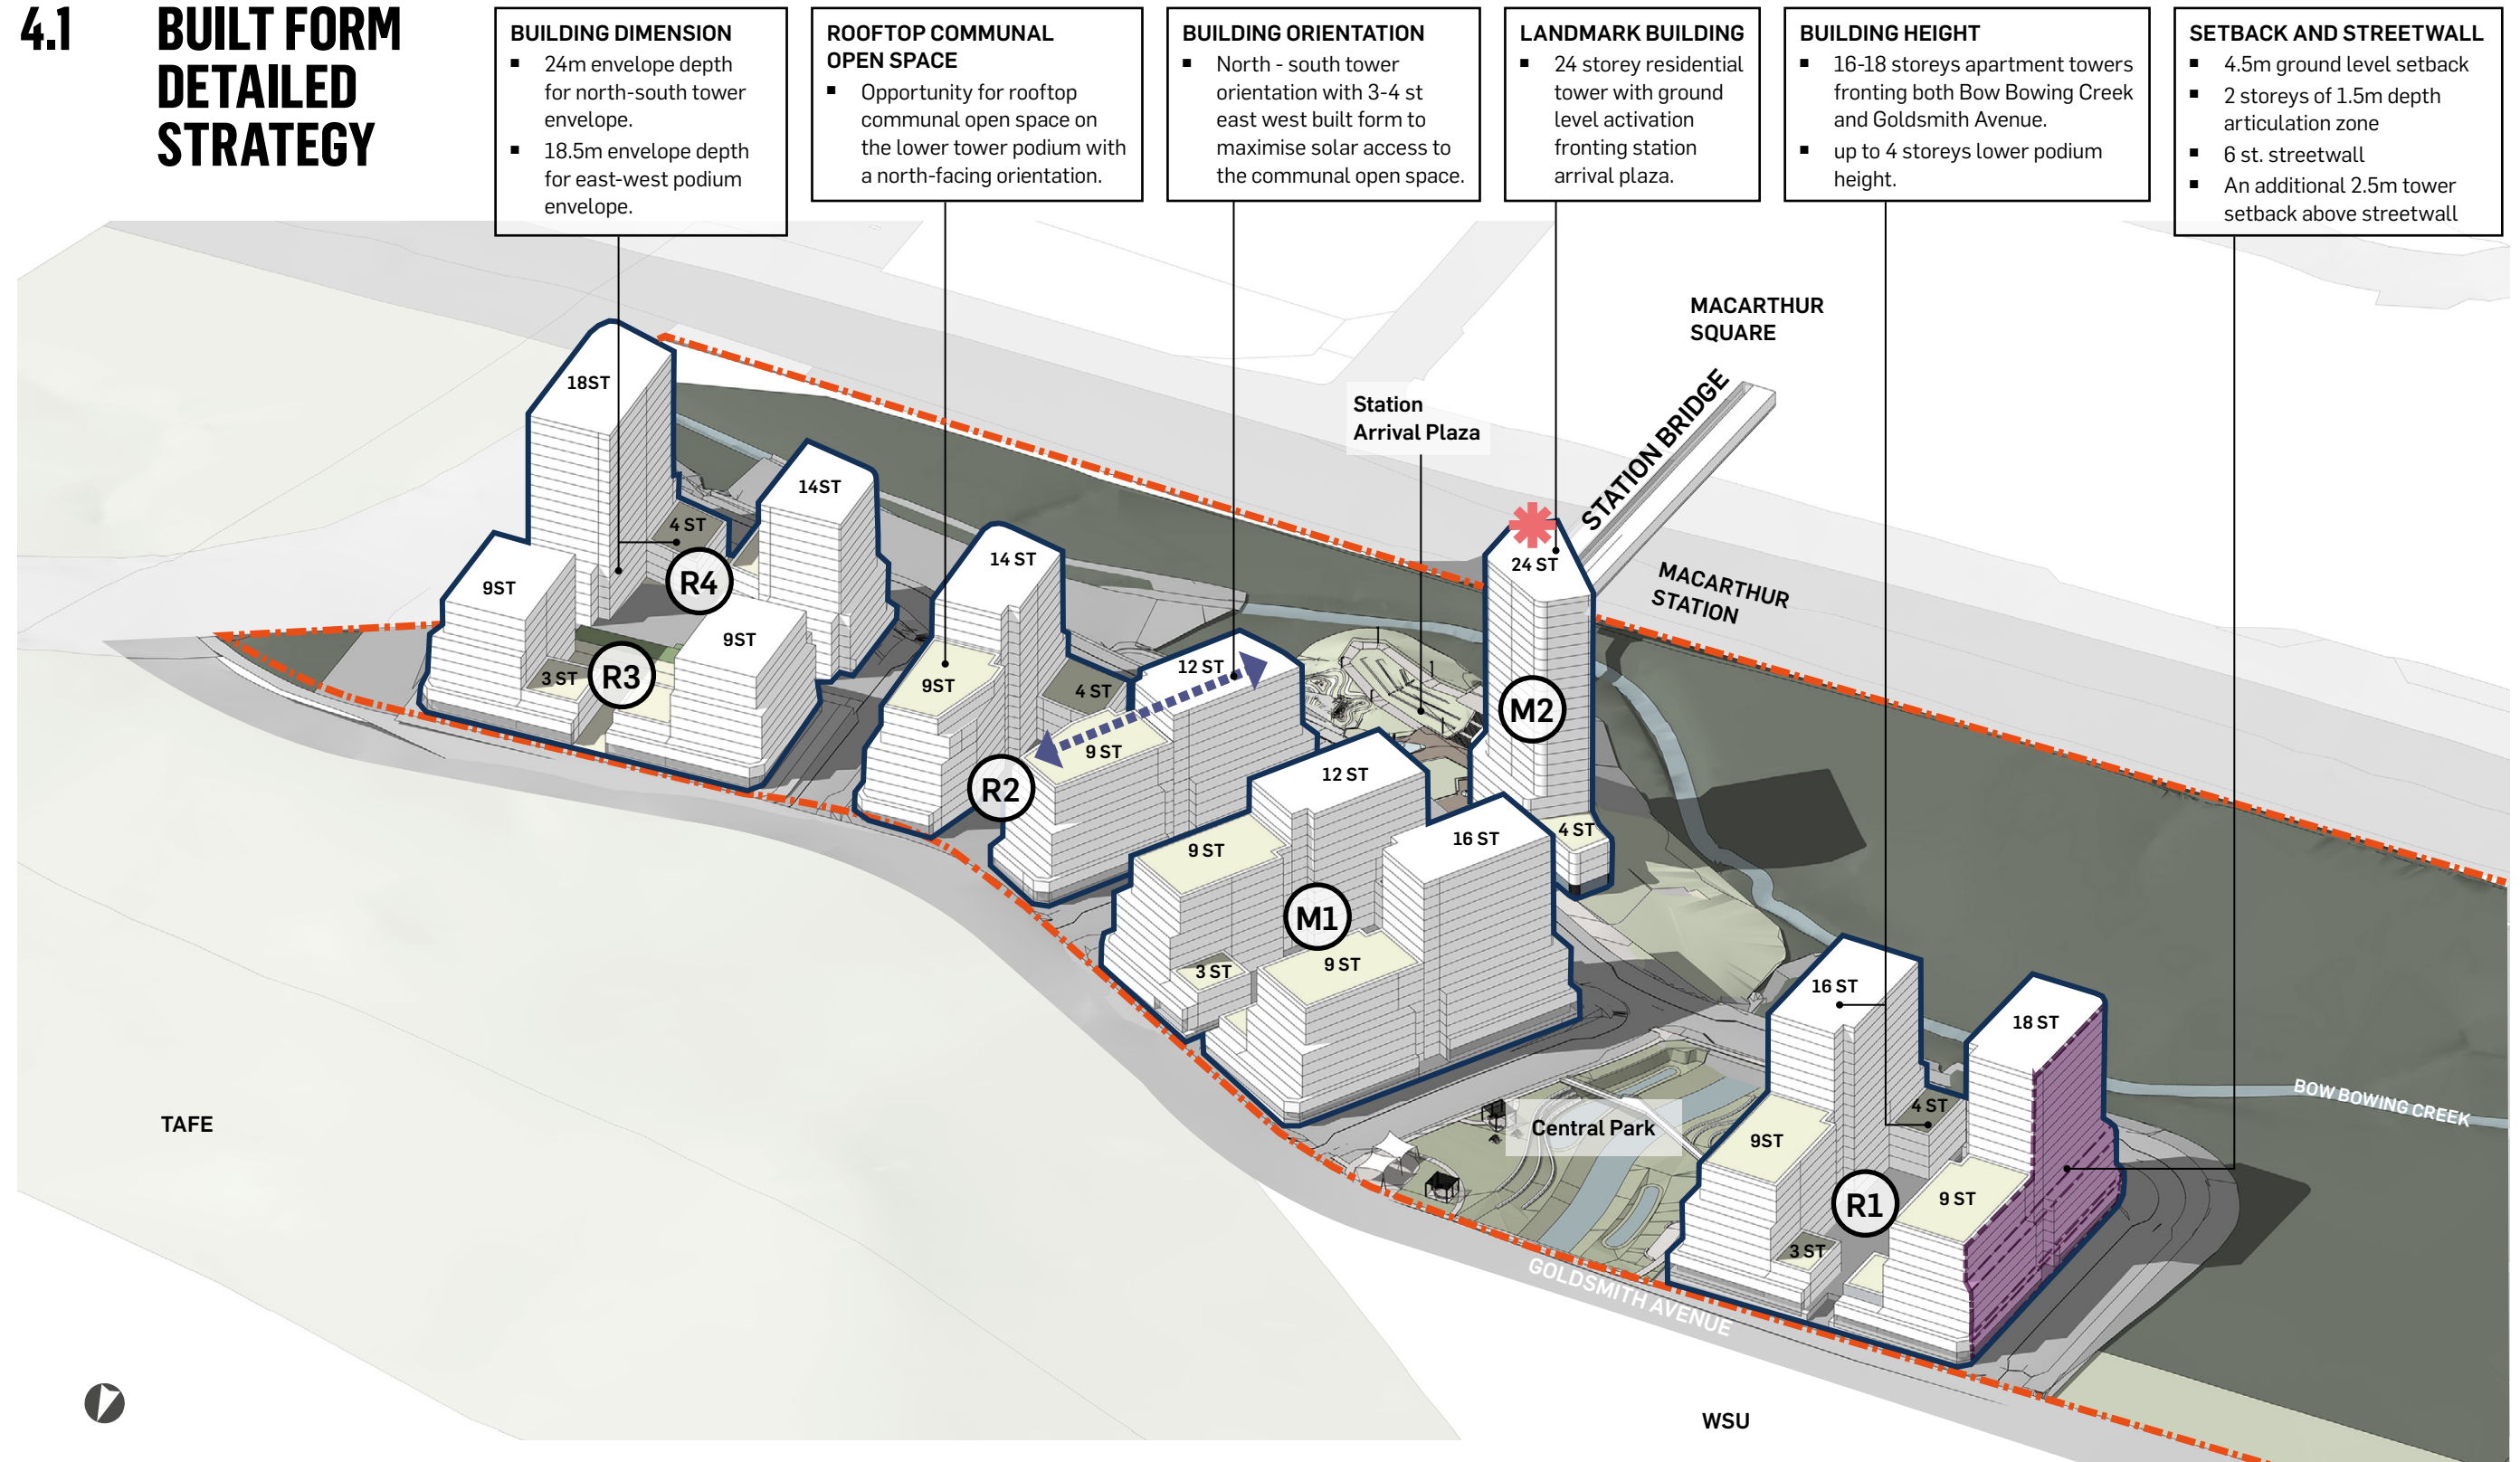 4.1 BUILT FORM
DETAILED
STRATEGY
BUILDING DIMENSION
▪ 24m envelope depth
for north-south tower
envelope.
▪ 18.5m envelope depth
for east-west podium
envelope.
ROOFTOP COMMUNAL
OPEN SPACE
▪ Opportunity for rooftop
communal open space on
the lower tower podium with
a north-facing orientation.
BUILDING ORIENTATION
▪ North - south tower
orientation with 3-4 st
east west built form to
maximise solar access to
the communal open space.
LANDMARK BUILDING
▪ 24 storey residential
tower with ground
level activation
fronting station
arrival plaza.
BUILDING HEIGHT
▪ 16-18 storeys apartment towers
fronting both Bow Bowing Creek
and Goldsmith Avenue.
▪ up to 4 storeys lower podium
height.
SETBACK AND STREETWALL
▪ 4.5m ground level setback
▪ 2 storeys of 1.5m depth
articulation zone
▪ 6 st. streetwall
▪ An additional 2.5m tower
setback above streetwall
MACARTHUR
SQUARE
STATION BRIDGE
Station
Arrival Plaza
MACARTHUR
STATION
18ST
14ST
4 ST
R4
9ST
9ST
3 ST
R3
14 ST
9ST
4 ST
12 ST
9 ST
R2
24 ST
M2
4 ST
12 ST
16 ST
9 ST
M1
9 ST
3 ST
16 ST
18 ST
4 ST
9ST
9 ST
R1
3 ST
Central Park
BOW BOWING CREEK
GOLDSMITH AVENUE
TAFE
WSU